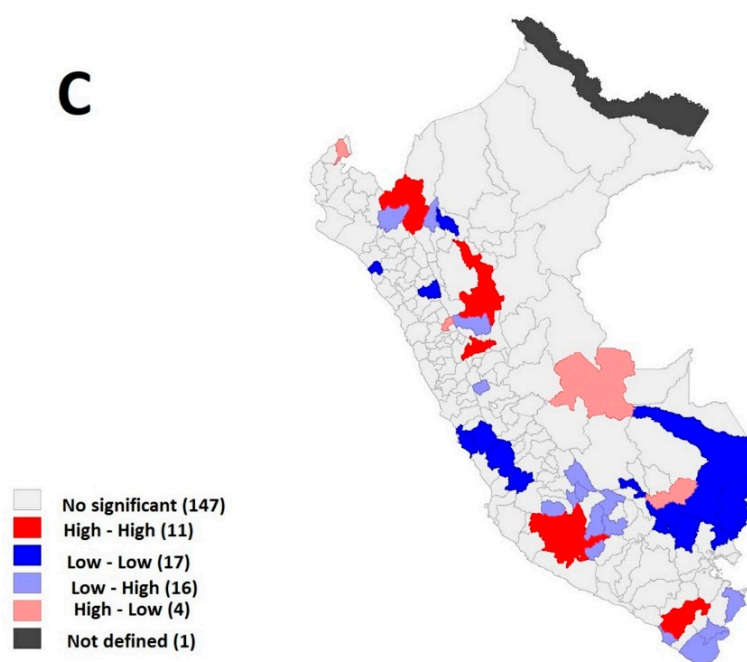 C
No significant (147)
High - High (11)
Low - Low (17)
Low - High (16)
High - Low (4)
Not defined (1)